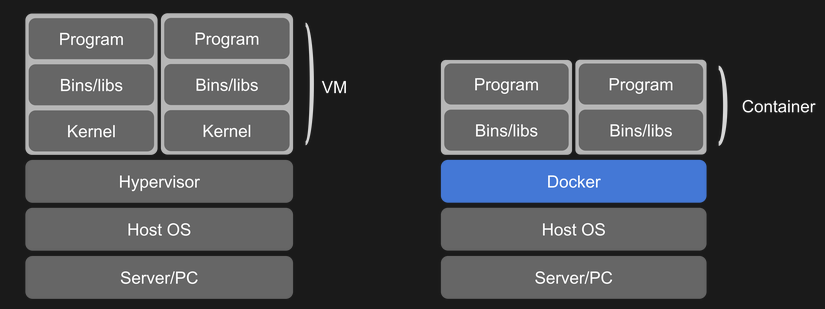 Program
Program
Bins/libs
Bins/libs
Kernel
Kernel
VM
Hypervisor
Host OS
Server/PC
Program
Program
Bins/libs
Bins/libs
Container
Docker
Host OS
Server/PC